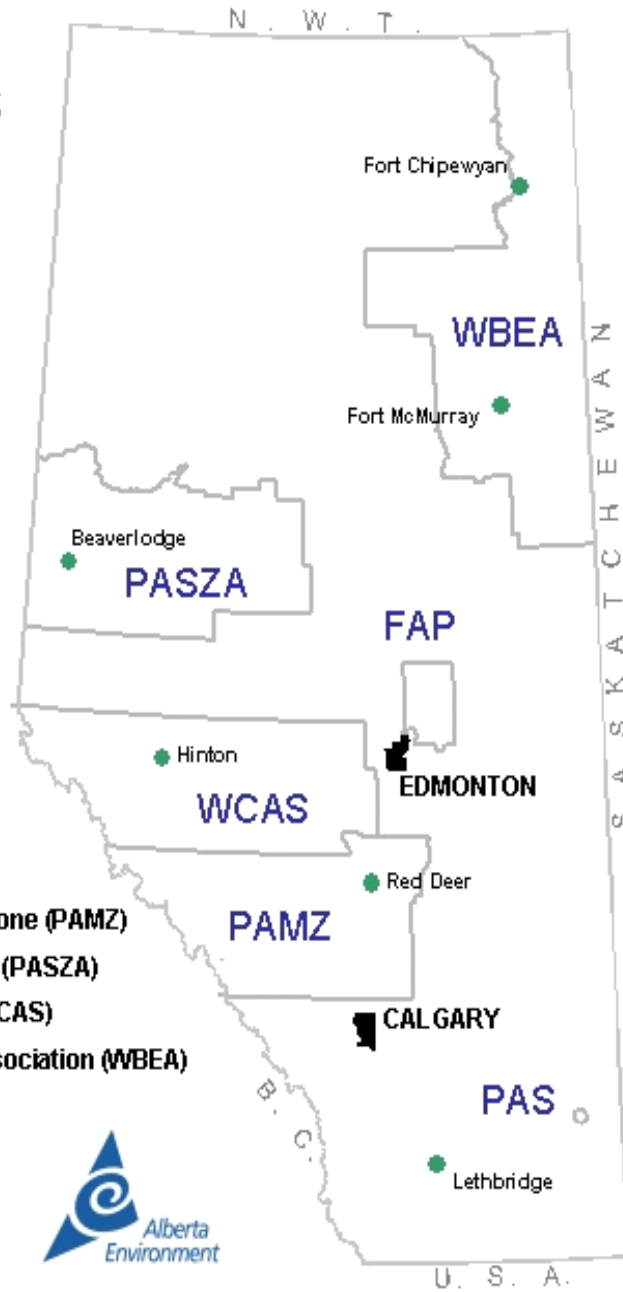 N. W. T.
Fort Chipewyan
WBEA
Fort McMurray
SASKATCHEWAN
Beaverlodge
PASZA
FAP
Hinton
EDMONTON
WCAS
Red Deer
one (PAMZ)
PAMZ
(PASZA)
CAS)
CALGARY
sociation (WBEA)
B. C.
PAS
Lethbridge
Alberta
Environment
U. S. A.